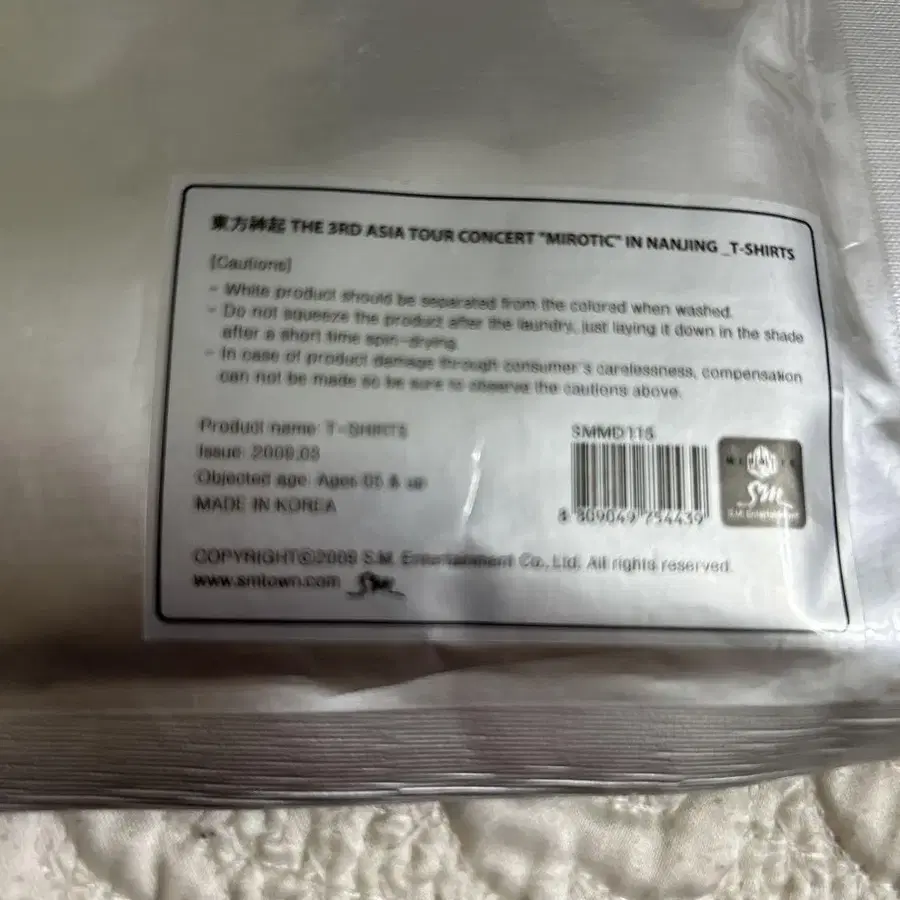 東方神起 THE 3RD ASIA TOUR CONCERT "MIROTIC" IN NANJING _T-SHIRTS
[Cautions]
- White product should be separated from the colored when washed.
- Do not squeeze the product after the laundry, just laying it down in the shade
after a short time spin-drying.
- In case of product damage through consumer's carelessness, compensation
can not be made so be sure to observe the cautions above.
Product name: T-SHIRTS
Issue: 2009.03
Objected age: Ages 05 & up
MADE IN KOREA
SMMD115
8 809049 754439
MIROTIC
SM
S.M. Entertainment
COPYRIGHT©2009 S.M. Entertainment Co., Ltd. All rights reserved.
www.smtown.com SM